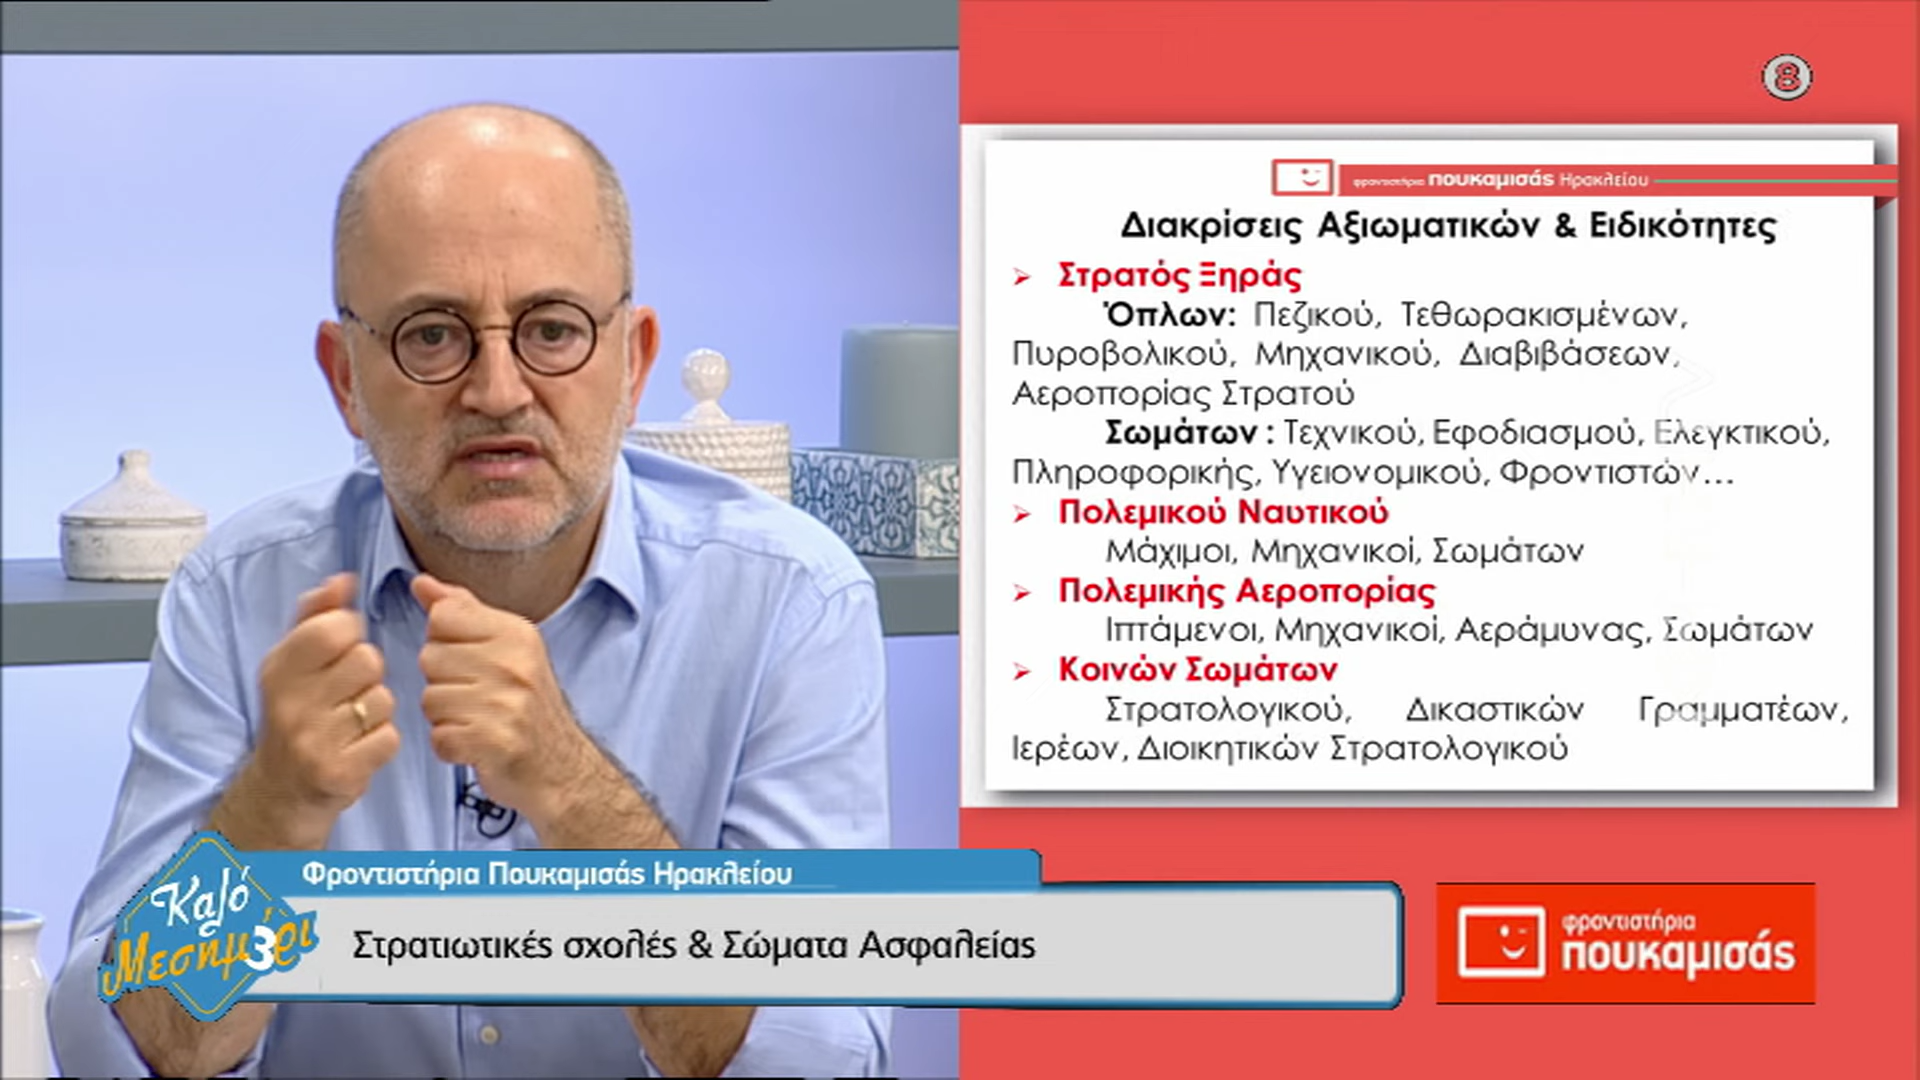 8
φροντιστήρια πουκαμισάς Ηρακλείου
Διακρίσεις Αξιωματικών & Ειδικότητες
➢ Στρατός Ξηράς
Όπλων: Πεζικού, Τεθωρακισμένων,
Πυροβολικού, Μηχανικού, Διαβιβάσεων,
Αεροπορίας Στρατού
Σωμάτων : Τεχνικού, Εφοδιασμού, Ελεγκτικού,
Πληροφορικής, Υγειονομικού, Φροντιστών...
➢ Πολεμικού Ναυτικού
Μάχιμοι, Μηχανικοί, Σωμάτων
➢ Πολεμικής Αεροπορίας
Ιπτάμενοι, Μηχανικοί, Αεράμυνας, Σωμάτων
➢ Κοινών Σωμάτων
Στρατολογικού, Δικαστικών Γραμματέων,
Ιερέων, Διοικητικών Στρατολογικού
Φροντιστήρια Πουκαμισάς Ηρακλείου
Καλό
Μεσημ3ρι
Στρατιωτικές σχολές & Σώματα Ασφαλείας
φροντιστήρια
πουκαμισάς